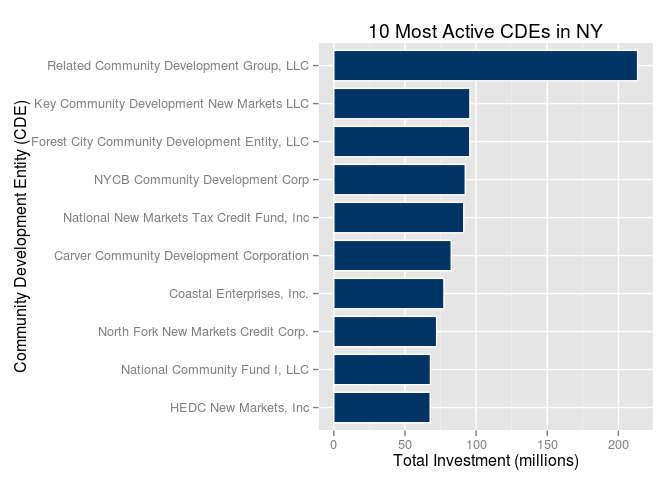 10 Most Active CDEs in NY
Community Development Entity (CDE)
Related Community Development Group, LLC
Key Community Development New Markets LLC
Forest City Community Development Entity, LLC
NYCB Community Development Corp
National New Markets Tax Credit Fund, Inc
Carver Community Development Corporation
Coastal Enterprises, Inc.
North Fork New Markets Credit Corp.
National Community Fund I, LLC
HEDC New Markets, Inc
0 50 100 150 200
Total Investment (millions)